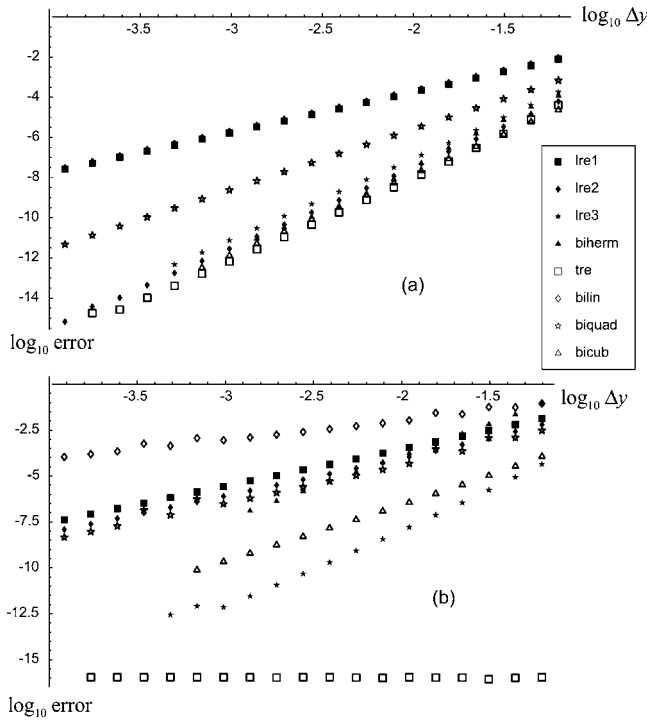 log10 Δy
-3.5 -3 -2.5 -2 -1.5
-2
-4
-6
-8
-10
-12
-14
log10 error
(a)
lre1
lre2
lre3
biherm
tre
bilin
biquad
bicub
log10 Δy
-3.5 -3 -2.5 -2 -1.5
-2.5
-5
-7.5
-10
-12.5
-15
log10 error
(b)